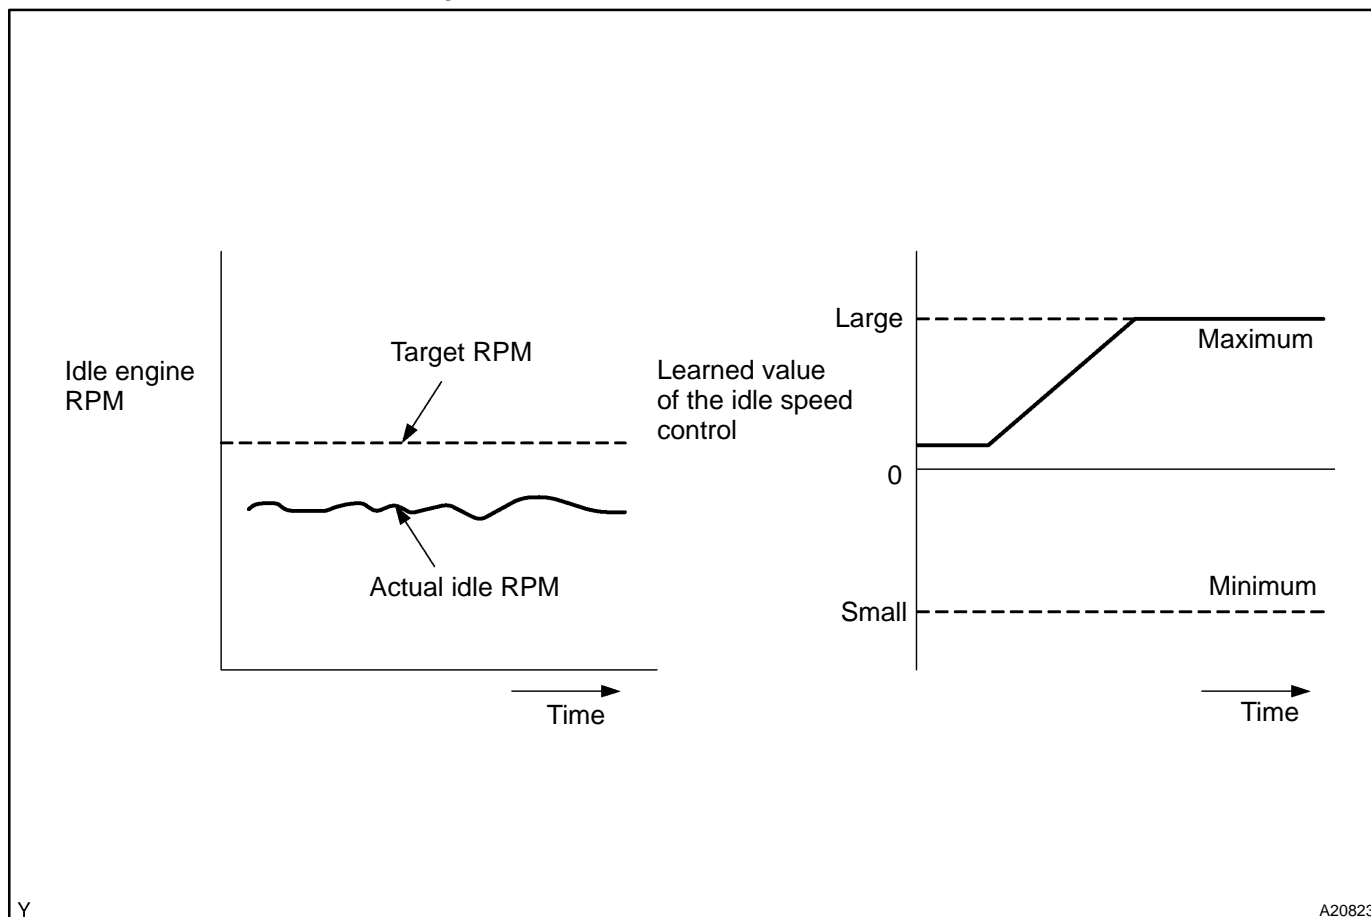 Idle engine
RPM
Target RPM
Actual idle RPM
Time
Learned value
of the idle speed
control
Large
Maximum
0
Minimum
Small
Time
Y
A20823